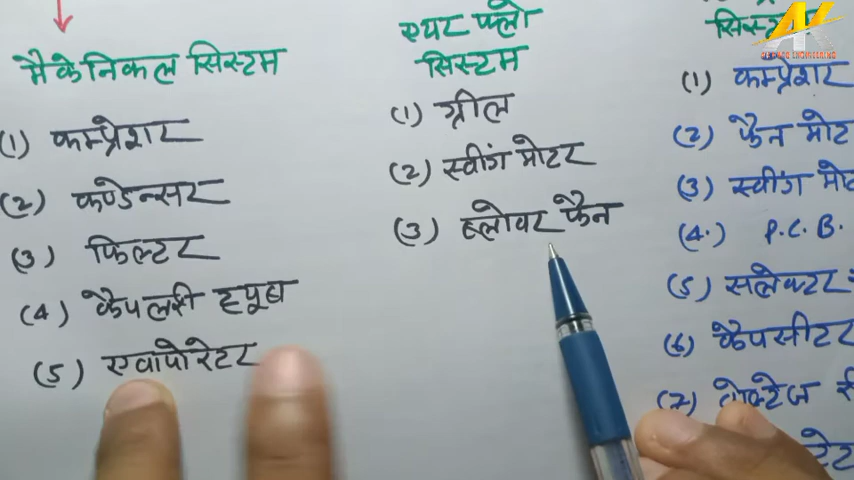 मैकेनिकल सिस्टम
(1) कम्प्रेशर
(2) कण्डेन्सर
(3) फिल्टर
(4) कैपलरी ट्यूब
(5) एवापोरेटर
एयर फ्लो
सिस्टम
(1) ग्रील
(2) स्वींग मोटर
(3) ब्लोवर फैन
(1) कम्प्रेशर
(2) फैन मोट
(3) स्वींग मोट
(4.) P.C.B.
(5) सलेक्टर
(6) कैपसीटर
(7) वोल्टेज